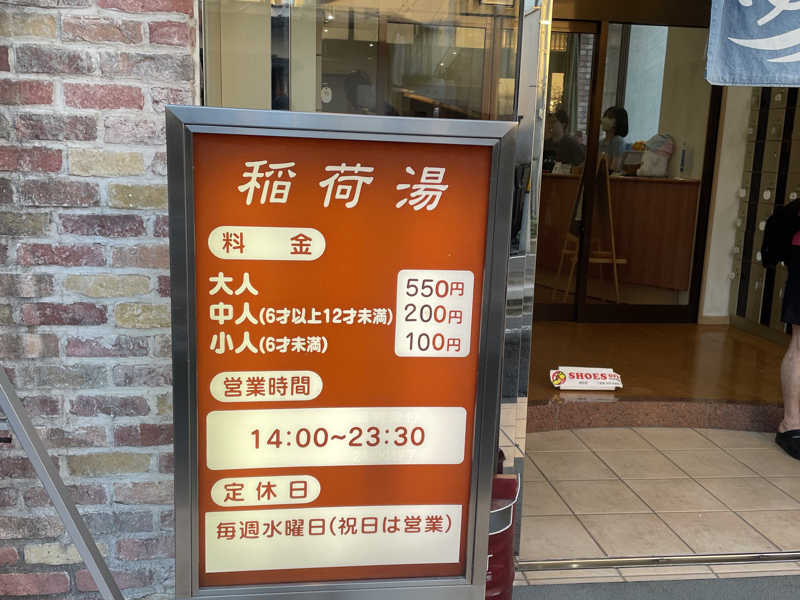 稲荷湯
料金
大人 550円
中人(6才以上12才未満) 200円
小人(6才未満) 100円
営業時間
14:00~23:30
定休日
毎週水曜日(祝日は営業)
SHOES